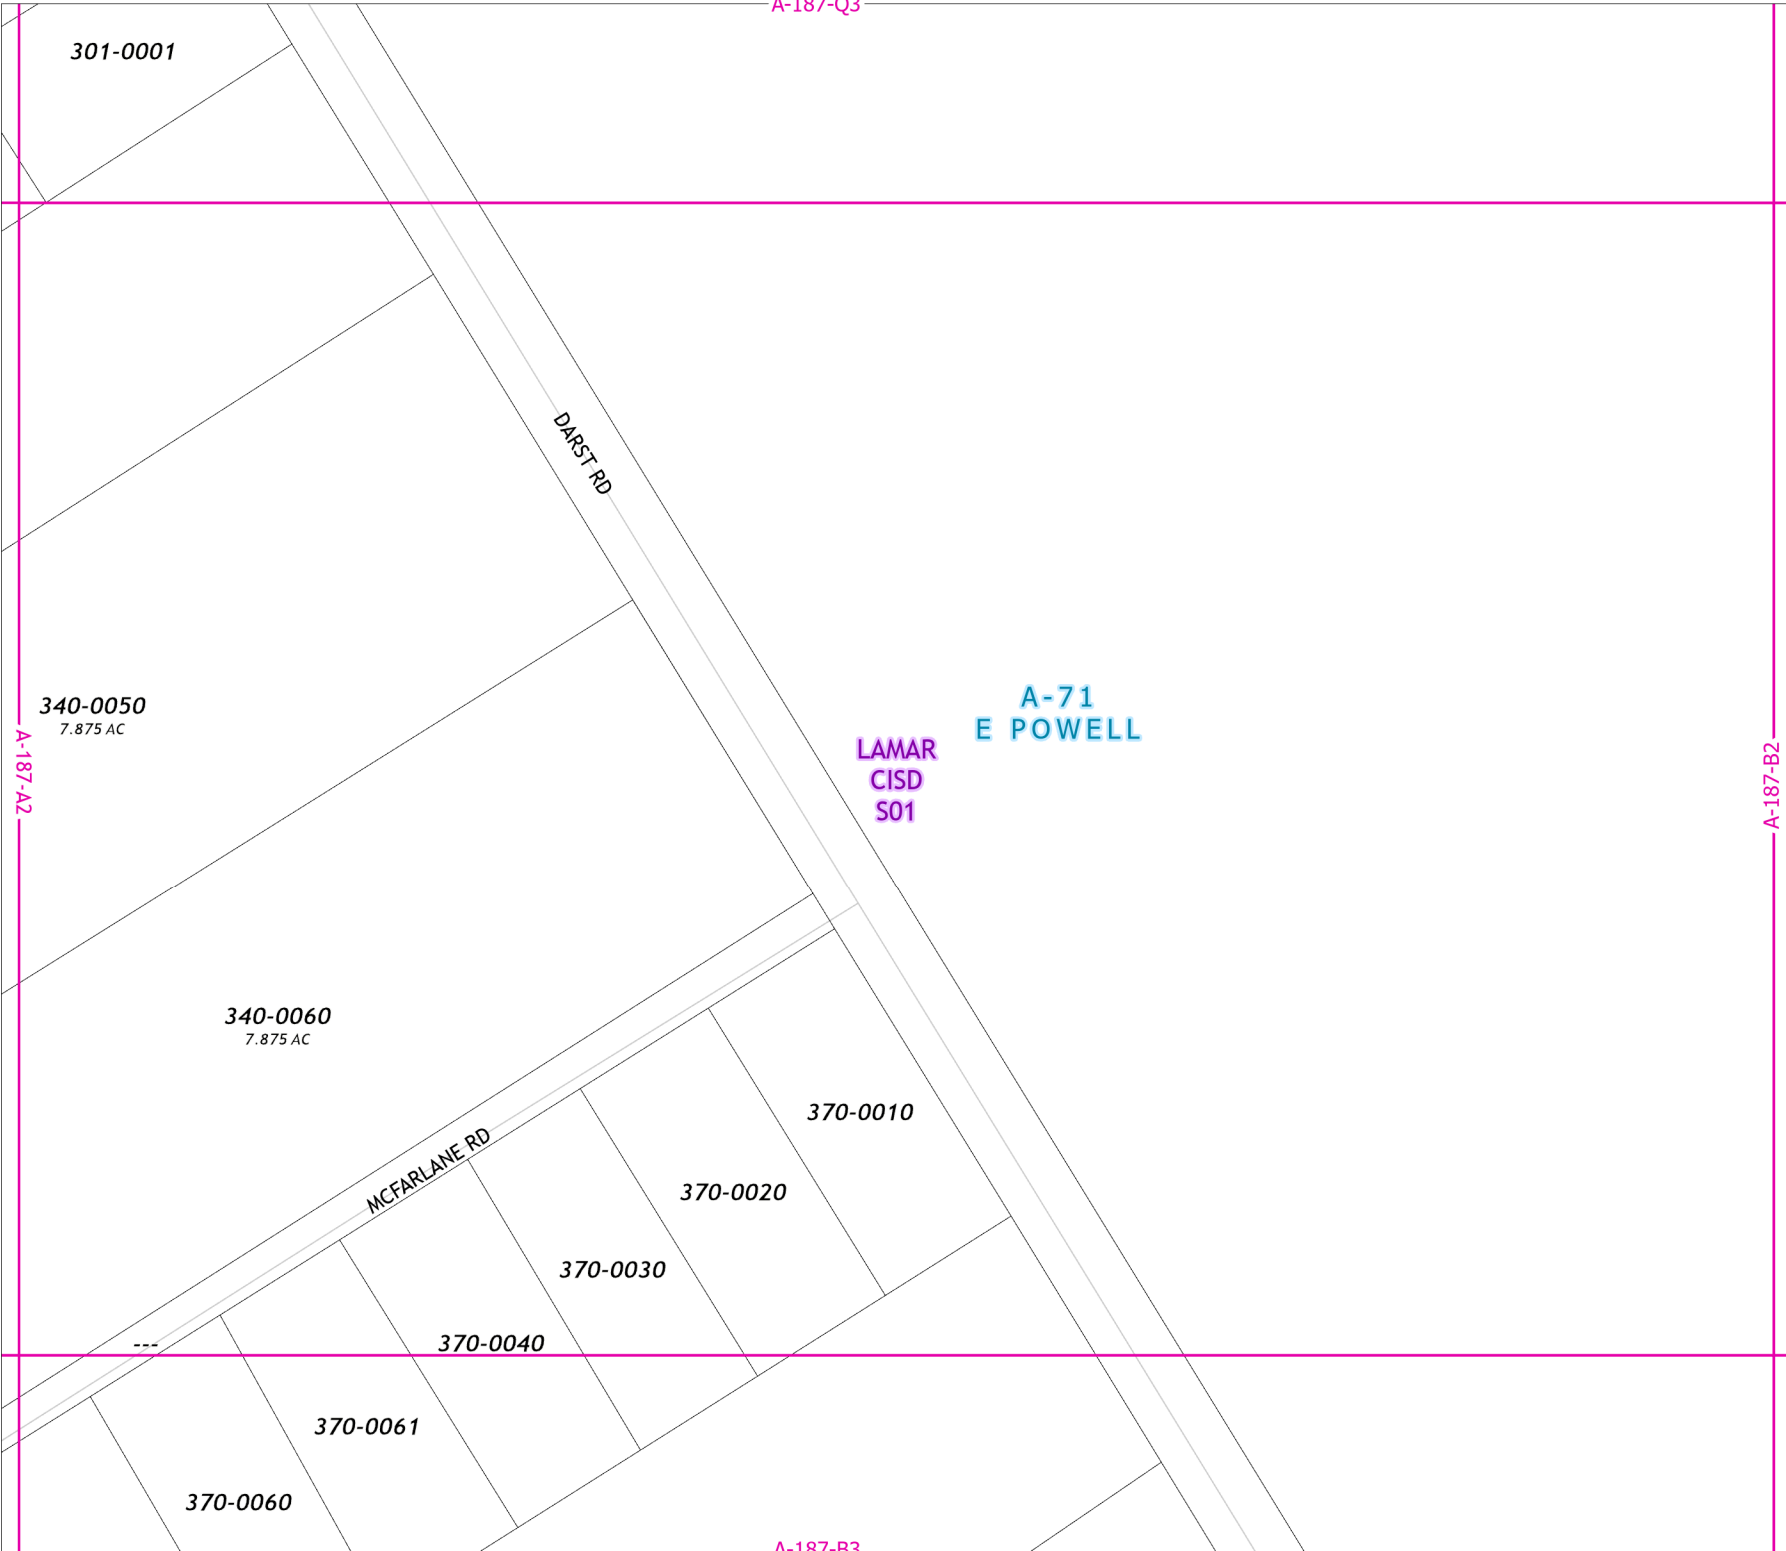 A-187-Q3
301-0001
DARST RD
340-0050
7.875 AC
A-187-A2
A-71
E POWELL
LAMAR
CISD
S01
A-187-B2
340-0060
7.875 AC
370-0010
MCFARLANE RD
370-0020
370-0030
370-0040
---
370-0061
370-0060
A-187-B3